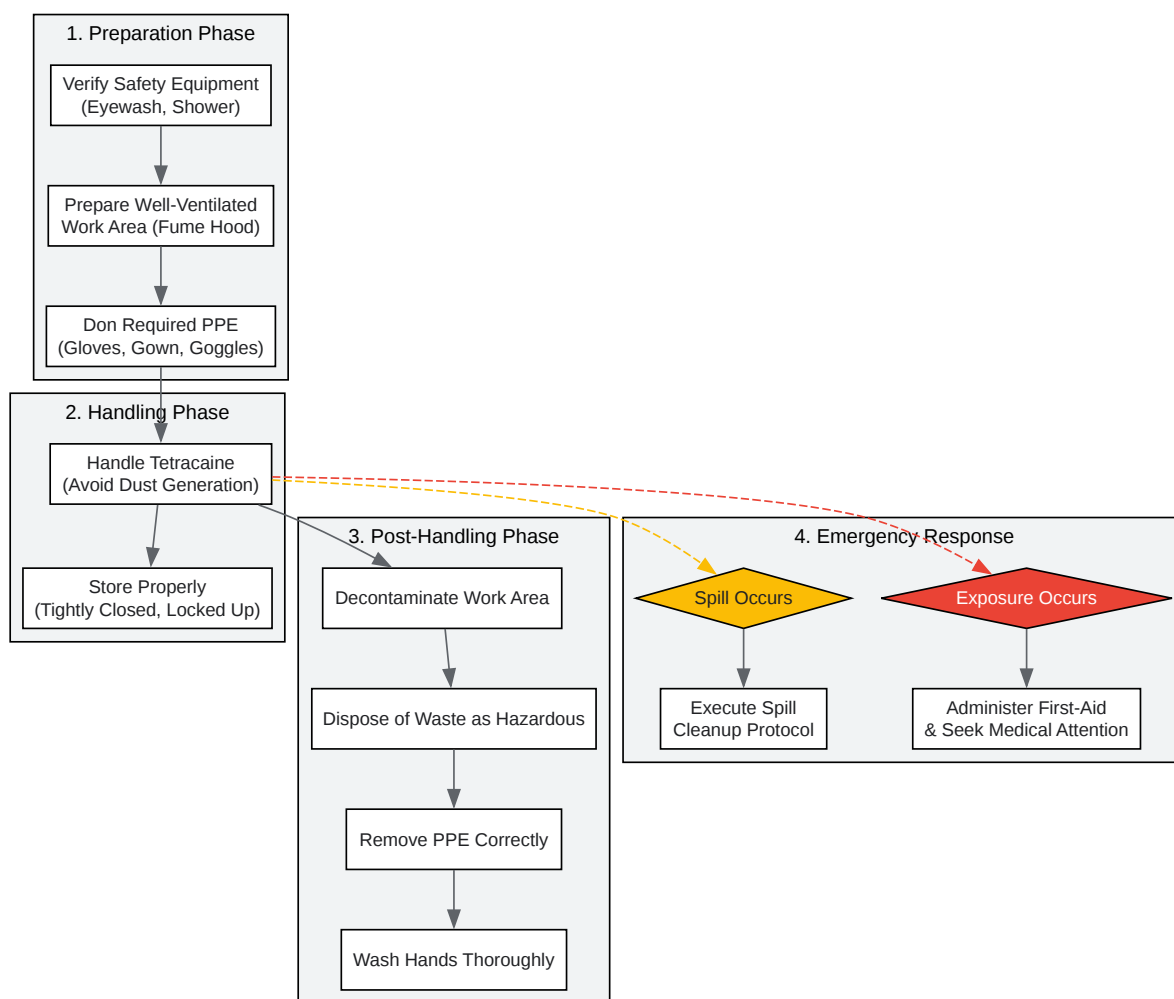 1. Preparation Phase
Verify Safety Equipment
(Eyewash, Shower)
Prepare Well-Ventilated
Work Area (Fume Hood)
Don Required PPE
(Gloves, Gown, Goggles)
2. Handling Phase
Handle Tetracaine
(Avoid Dust Generation)
Store Properly
(Tightly Closed, Locked Up)
3. Post-Handling Phase
Decontaminate Work Area
Dispose of Waste as Hazardous
Remove PPE Correctly
Wash Hands Thoroughly
4. Emergency Response
Spill Occurs
Exposure Occurs
Execute Spill
Cleanup Protocol
Administer First-Aid
& Seek Medical Attention